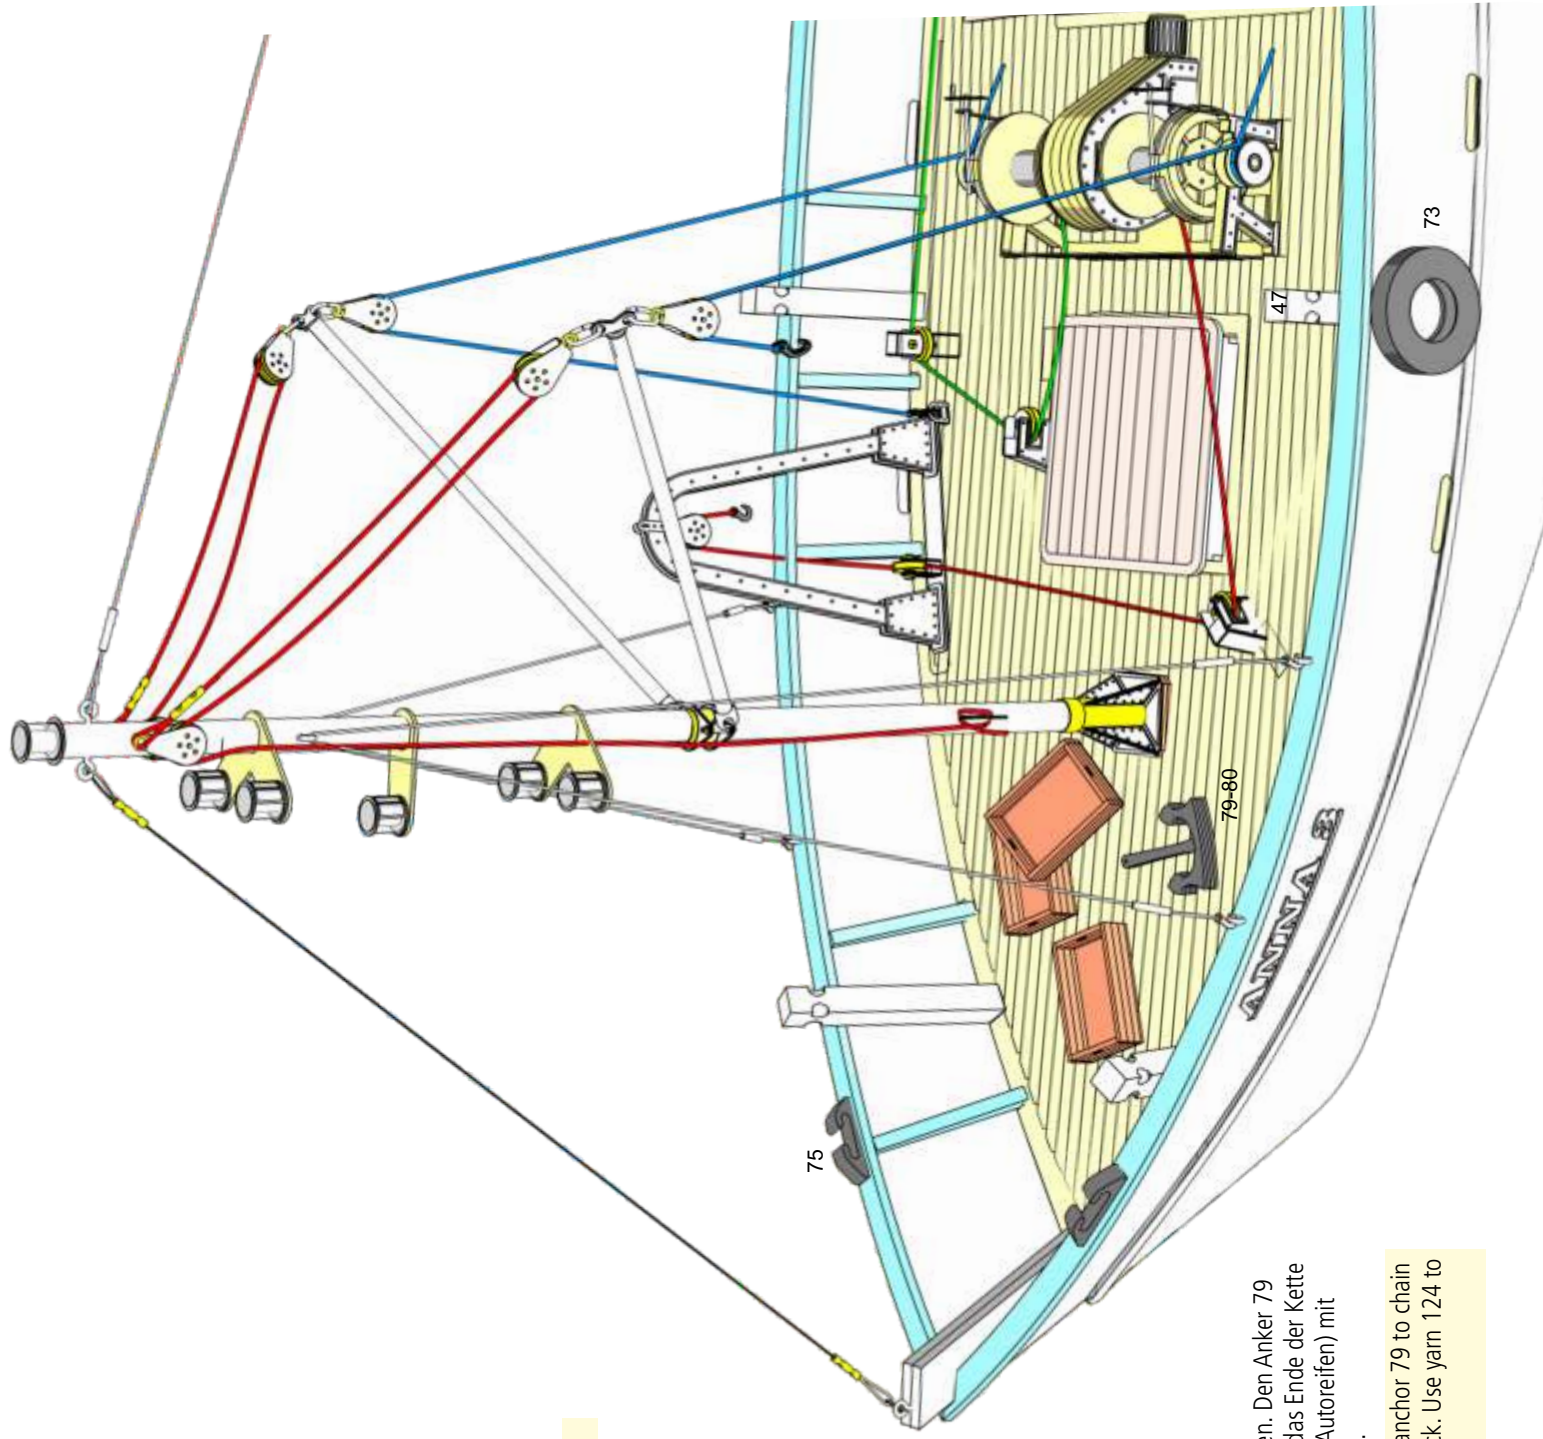 73
47
79-80
ANNA 3
75
en. Den Anker 79
das Ende der Kette
Autoreifen) mit
anchor 79 to chain
ck. Use yarn 124 to